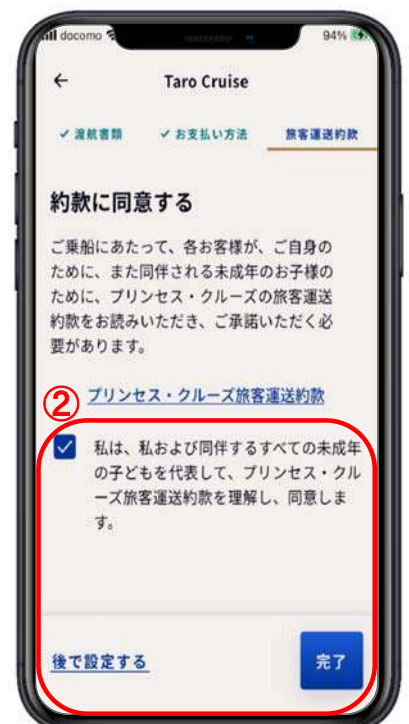 docomo
94%
← Taro Cruise
✓ 渡航書類 ✓ お支払い方法 旅客運送約款
約款に同意する
ご乗船にあたって、各お客様が、ご自身の
ために、また同伴される未成年のお子様の
ために、プリンセス・クルーズの旅客運送
約款をお読みいただき、ご承諾いただく必
要があります。
② プリンセス・クルーズ旅客運送約款
私は、私および同伴するすべての未成年
の子どもを代表して、プリンセス・クル
ーズ旅客運送約款を理解し、同意しま
す。
後で設定する 完了